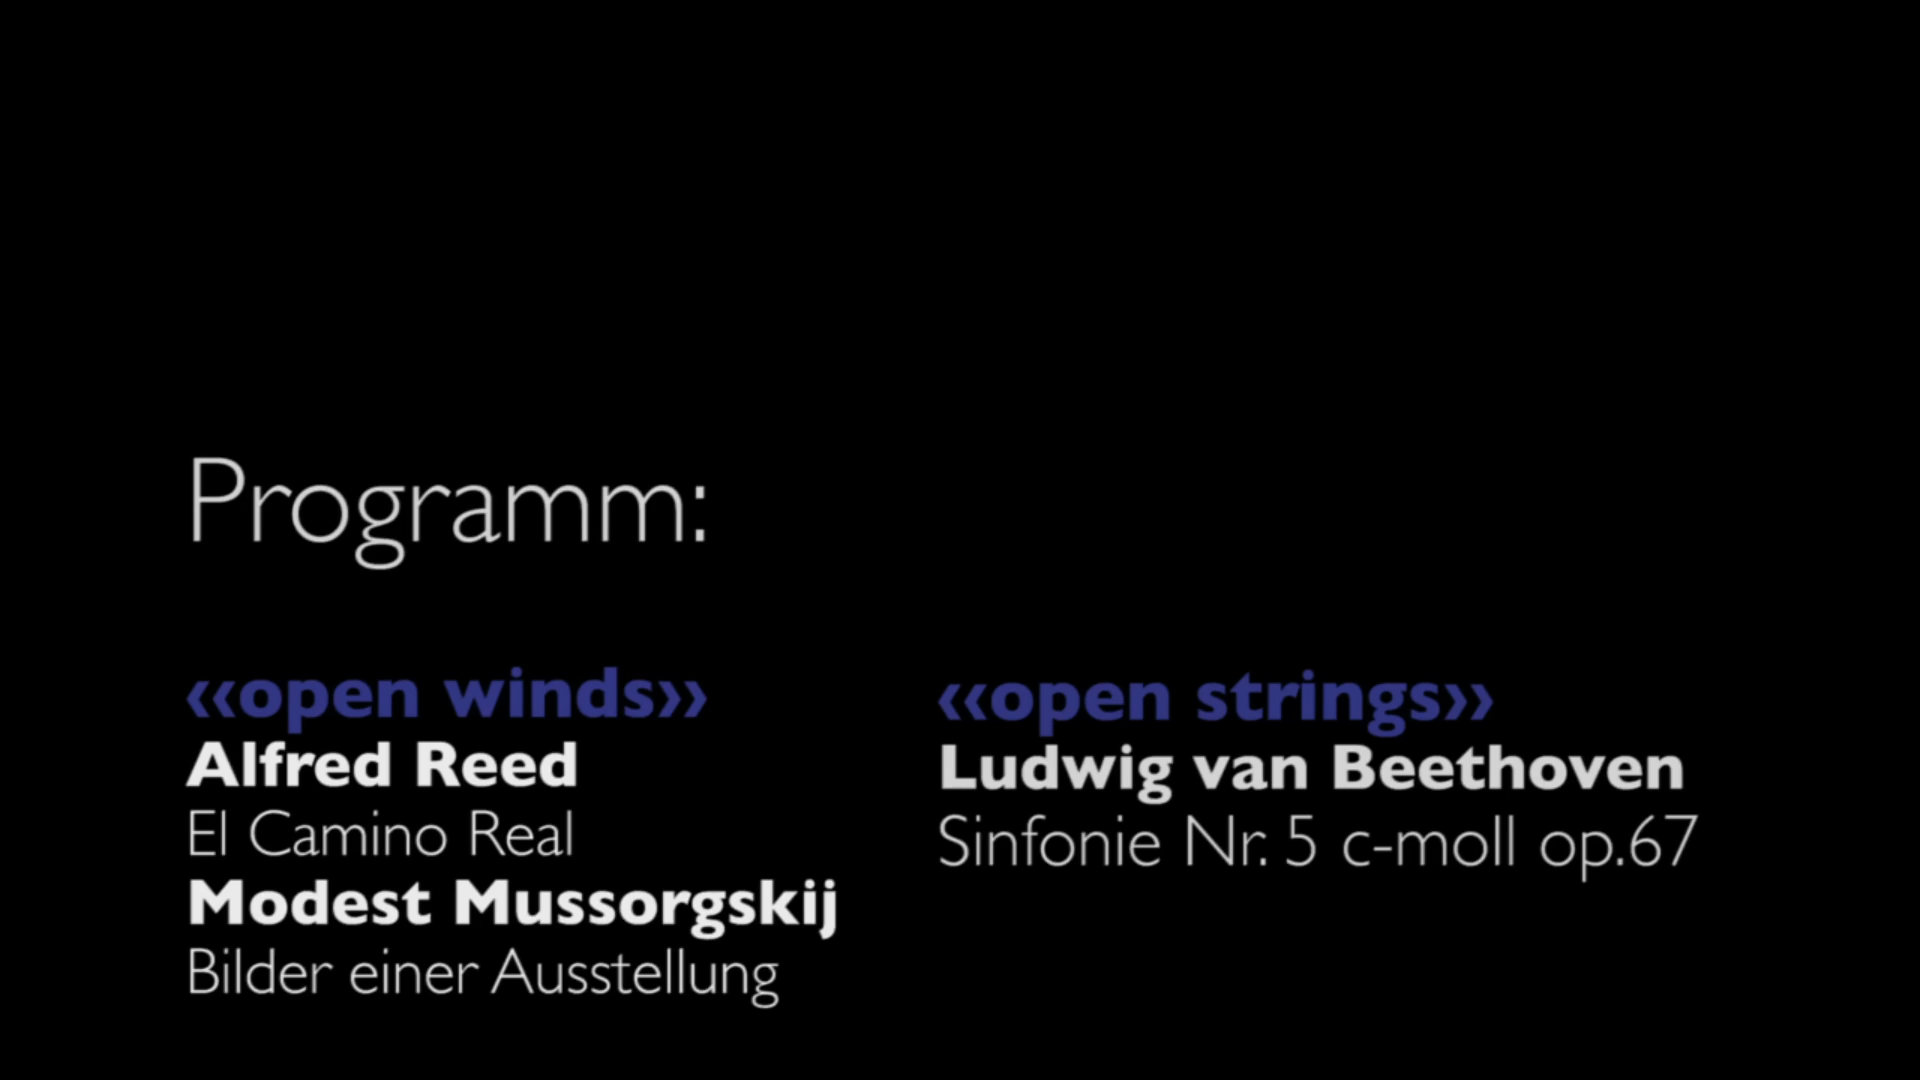 Programm:
‹‹open winds››
Alfred Reed
El Camino Real
Modest Mussorgskij
Bilder einer Ausstellung
‹‹open strings››
Ludwig van Beethoven
Sinfonie Nr. 5 c-moll op.67